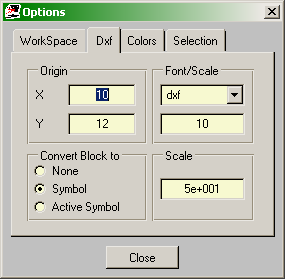 Options
WorkSpace Dxf Colors Selection
Origin Font/Scale
X 10 dxf
Y 12 10
Convert Block to Scale
None
Symbol 5e+001
Active Symbol
Close